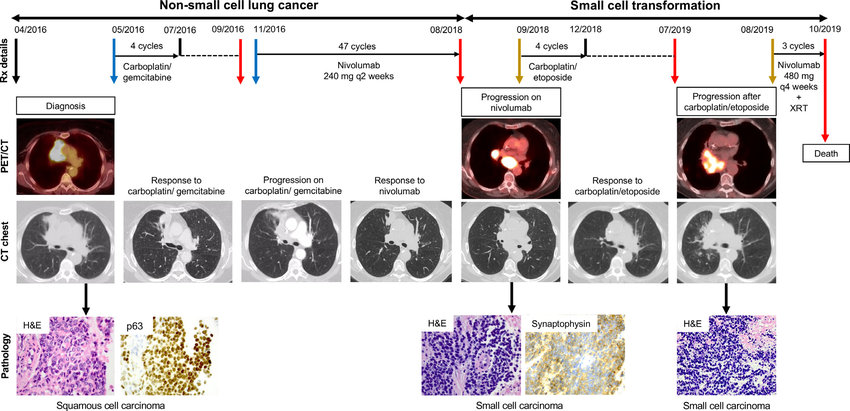 Non-small cell lung cancer
Small cell transformation
04/2016
05/2016
07/2016
09/2016
11/2016
08/2018
09/2018
12/2018
07/2019
08/2019
10/2019
Rx details
4 cycles
Carboplatin/
gemcitabine
47 cycles
Nivolumab
240 mg q2 weeks
4 cycles
Carboplatin/
etoposide
3 cycles
Nivolumab
480 mg
q4 weeks
+
XRT
Death
PET/CT
Diagnosis
Progression on
nivolumab
Progression after
carboplatin/etoposide
Response to
carboplatin/ gemcitabine
Progression on
carboplatin/ gemcitabine
Response to
nivolumab
Response to
carboplatin/etoposide
CT chest
Pathology
H&E
p63
H&E
Synaptophysin
H&E
Squamous cell carcinoma
Small cell carcinoma
Small cell carcinoma